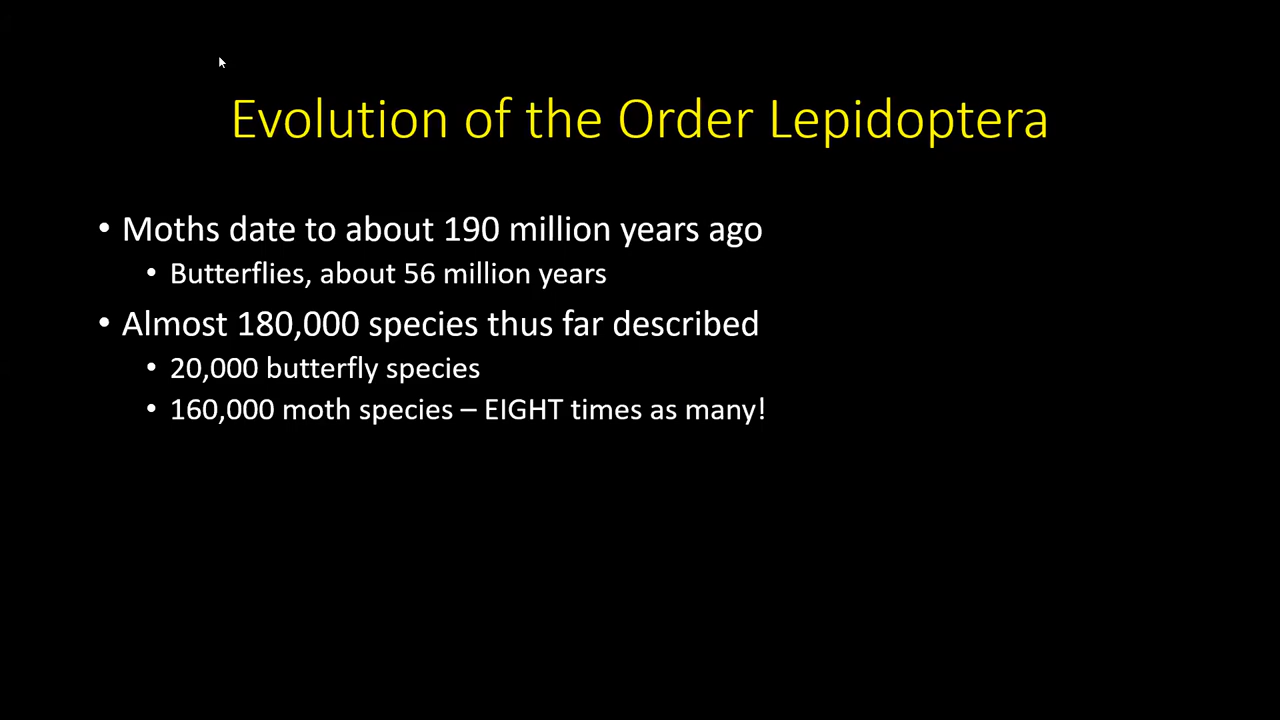 Evolution of the Order Lepidoptera
• Moths date to about 190 million years ago
• Butterflies, about 56 million years
• Almost 180,000 species thus far described
• 20,000 butterfly species
• 160,000 moth species – EIGHT times as many!